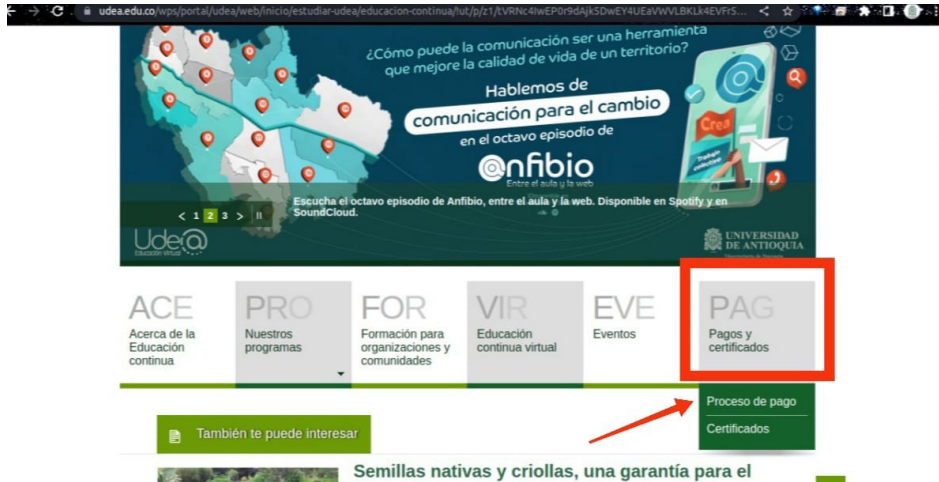 udea.edu.co/wps/portal/udea/web/inicio/estudiar-udea/educacion-continua/
¿Cómo puede la comunicación ser una herramienta
que mejore la calidad de vida de un territorio?
Hablemos de
comunicación para el cambio
en el octavo episodio de
@nfibio
Entre el aula y la web
Crea
Trabajo
colectivo
Escucha el octavo episodio de Anfibio, entre el aula y la web. Disponible en Spotify y en
SoundCloud.
< 1 2 3 > II
Ude@
Educación Virtual
UNIVERSIDAD
DE ANTIOQUIA
ACE
Acerca de la
Educación
continua
PRO
Nuestros
programas
FOR
Formación para
organizaciones y
comunidades
VIR
Educación
continua virtual
EVE
Eventos
PAG
Pagos y
certificados
Proceso de pago
Certificados
También te puede interesar
Semillas nativas y criollas, una garantía para el